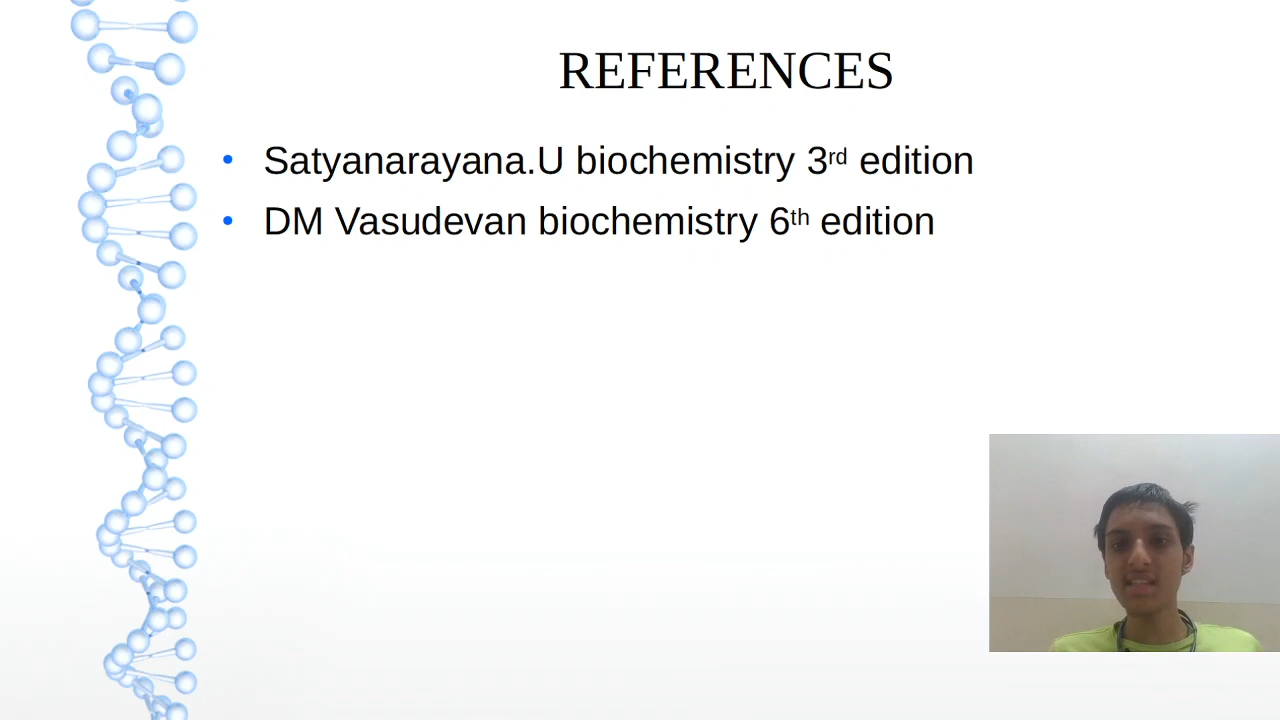 REFERENCES
• Satyanarayana.U biochemistry 3rd edition
• DM Vasudevan biochemistry 6th edition